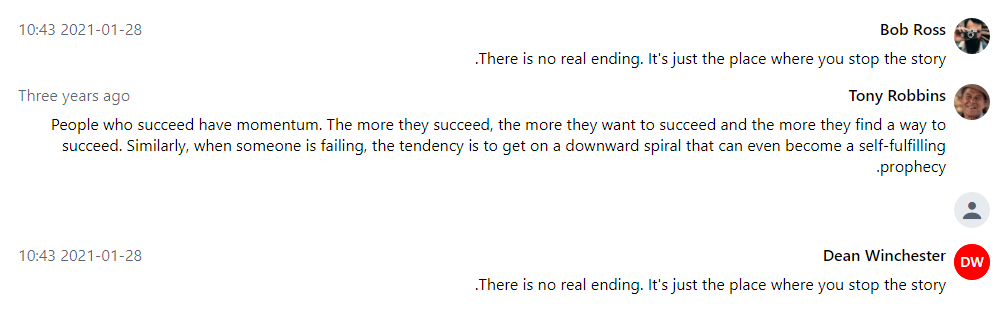 Bob Ross 10:43 2021-01-28
.There is no real ending. It's just the place where you stop the story
Tony Robbins Three years ago
People who succeed have momentum. The more they succeed, the more they want to succeed and the more they find a way to
succeed. Similarly, when someone is failing, the tendency is to get on a downward spiral that can even become a self-fulfilling
.prophecy
DW Dean Winchester 10:43 2021-01-28
.There is no real ending. It's just the place where you stop the story